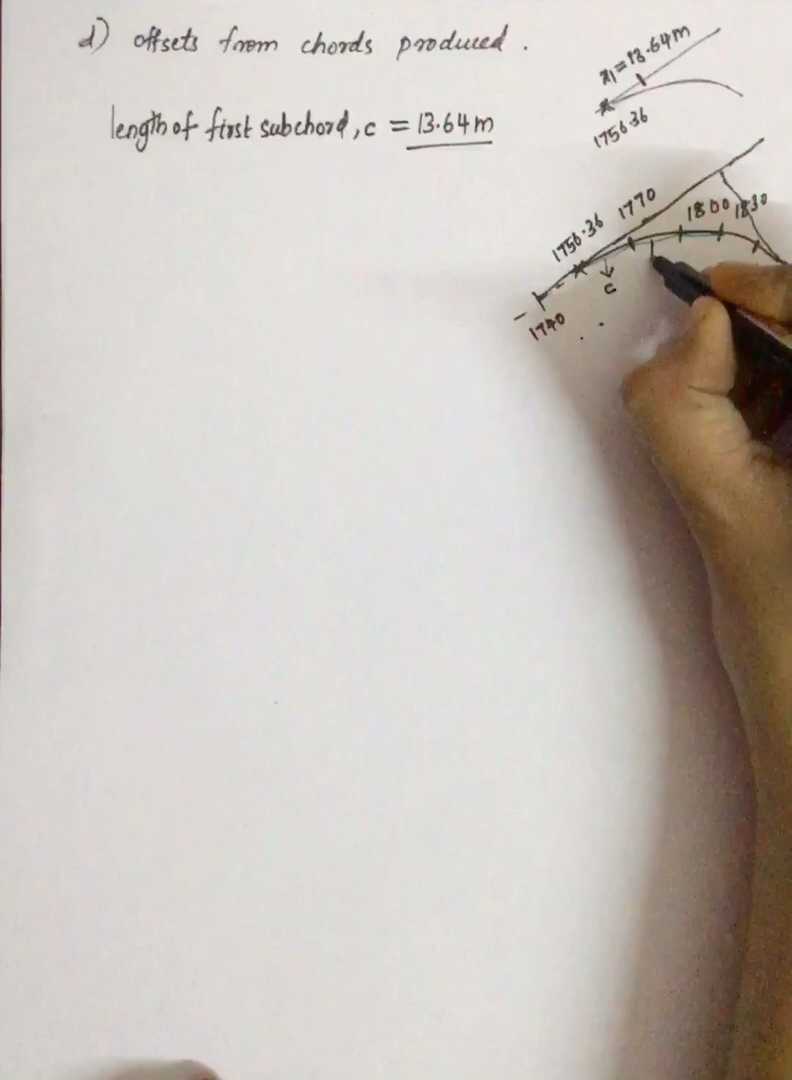 d) offsets from chords produced.
x1=13.64m
1756.36
length of first subchord, c = 13.64m
1756.36
1770
1800
1830
c
1740